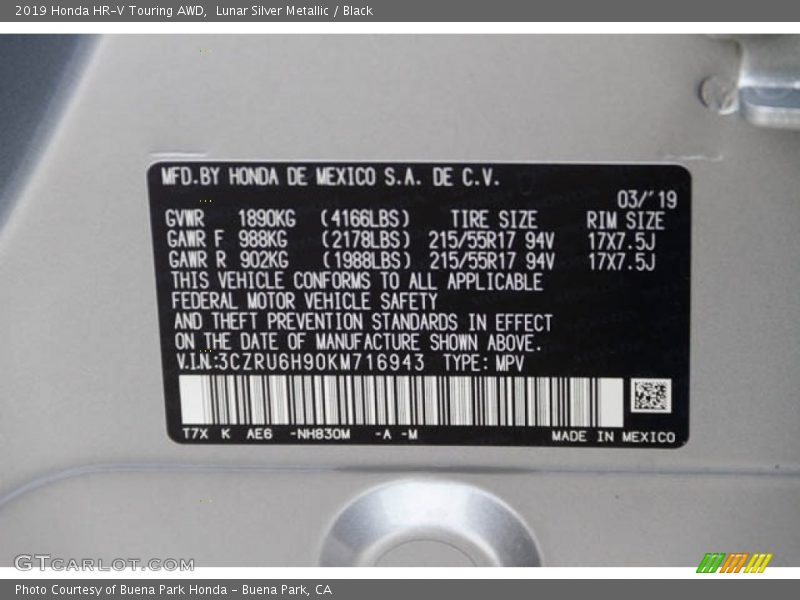 2019 Honda HR-V Touring AWD,  Lunar Silver Metallic / Black
MFD.BY HONDA DE MEXICO S.A. DE C.V.
03/'19
GVWR 1890KG (4166LBS) TIRE SIZE RIM SIZE
GAWR F 988KG (2178LBS) 215/55R17 94V 17X7.5J
GAWR R 902KG (1988LBS) 215/55R17 94V 17X7.5J
THIS VEHICLE CONFORMS TO ALL APPLICABLE
FEDERAL MOTOR VEHICLE SAFETY
AND THEFT PREVENTION STANDARDS IN EFFECT
ON THE DATE OF MANUFACTURE SHOWN ABOVE.
V.I.N:3CZRU6H90KM716943 TYPE: MPV
T7X K AE6 -NH830M -A -M MADE IN MEXICO
GTCARLOT.COM
Photo Courtesy of Buena Park Honda - Buena Park, CA